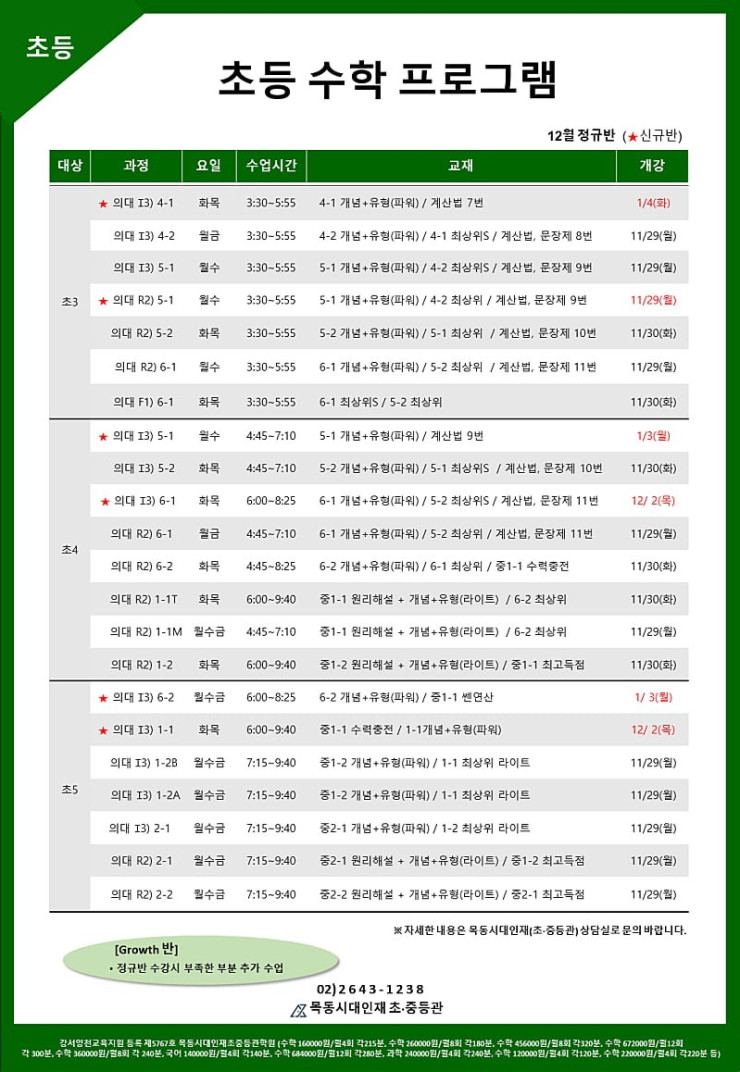 초등
초등 수학 프로그램
12월 정규반 (★신규반)
대상 과정 요일 수업시간 교재 개강
초3
★ 의대 I3) 4-1 화목 3:30~5:55 4-1 개념+유형(파워) / 계산법 7번 1/4(화)
의대 I3) 4-2 월금 3:30~5:55 4-2 개념+유형(파워) / 4-1 최상위S / 계산법, 문장제 8번 11/29(월)
의대 I3) 5-1 월수 3:30~5:55 5-1 개념+유형(파워) / 4-2 최상위S / 계산법, 문장제 9번 11/29(월)
★ 의대 R2) 5-1 월수 3:30~5:55 5-1 개념+유형(파워) / 4-2 최상위 / 계산법, 문장제 9번 11/29(월)
의대 R2) 5-2 화목 3:30~5:55 5-2 개념+유형(파워) / 5-1 최상위 / 계산법, 문장제 10번 11/30(화)
의대 R2) 6-1 월수 3:30~5:55 6-1 개념+유형(파워) / 5-2 최상위 / 계산법, 문장제 11번 11/29(월)
의대 F1) 6-1 화목 3:30~5:55 6-1 최상위S / 5-2 최상위 11/30(화)
초4
★ 의대 I3) 5-1 월수 4:45~7:10 5-1 개념+유형(파워) / 계산법 9번 1/3(월)
의대 I3) 5-2 화목 4:45~7:10 5-2 개념+유형(파워) / 5-1 최상위S / 계산법, 문장제 10번 11/30(화)
★ 의대 I3) 6-1 화목 6:00~8:25 6-1 개념+유형(파워) / 5-2 최상위S / 계산법, 문장제 11번 12/ 2(목)
의대 R2) 6-1 월금 4:45~7:10 6-1 개념+유형(파워) / 5-2 최상위 / 계산법, 문장제 11번 11/29(월)
의대 R2) 6-2 화목 4:45~8:25 6-2 개념+유형(파워) / 6-1 최상위 / 중1-1 수력충전 11/30(화)
의대 R2) 1-1T 화목 6:00~9:40 중1-1 원리해설 + 개념+유형(라이트) / 6-2 최상위 11/30(화)
의대 R2) 1-1M 월수금 4:45~7:10 중1-1 원리해설 + 개념+유형(라이트) / 6-2 최상위 11/29(월)
의대 R2) 1-2 화목 6:00~9:40 중1-2 원리해설 + 개념+유형(라이트) / 중1-1 최고득점 11/30(화)
초5
★ 의대 I3) 6-2 월수금 6:00~8:25 6-2 개념+유형(파워) / 중1-1 쎈연산 1/ 3(월)
★ 의대 I3) 1-1 화목 6:00~9:40 중1-1 수력충전 / 1-1개념+유형(파워) 12/ 2(목)
의대 I3) 1-2B 월수금 7:15~9:40 중1-2 개념+유형(파워) / 1-1 최상위 라이트 11/29(월)
의대 I3) 1-2A 월수금 7:15~9:40 중1-2 개념+유형(파워) / 1-1 최상위 라이트 11/29(월)
의대 I3) 2-1 월수금 7:15~9:40 중2-1 개념+유형(파워) / 1-2 최상위 라이트 11/29(월)
의대 R2) 2-1 월수금 7:15~9:40 중2-1 원리해설 + 개념+유형(라이트) / 중1-2 최고득점 11/29(월)
의대 R2) 2-2 월수금 7:15~9:40 중2-2 원리해설 + 개념+유형(라이트) / 중2-1 최고득점 11/29(월)
※ 자세한 내용은 목동시대인재(초·중등관) 상담실로 문의 바랍니다.
[Growth 반]
• 정규반 수강시 부족한 부분 추가 수업
02)2643-1238
목동시대인재 초·중등관
강서양천교육지원 등록 제5767호 목동시대인재초중등관학원 (수학 160000원/월4회 각215분, 수학 260000원/월8회 각180분, 수학 456000원/월8회 각320분, 수학 672000원/월12회
각 300분, 수학 360000원/월8회 각 240분, 국어 140000원/월4회 각140분, 수학 684000원/월12회 각280분, 과학 240000원/월4회 각240분, 수학 120000원/월4회 각120분, 수학 220000원/월4회 각220분 등)